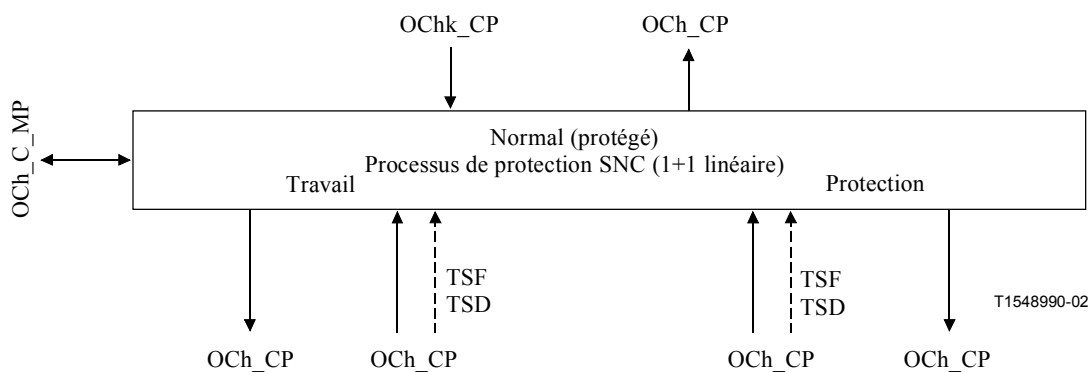 OChk_CP
OCh_CP
OCh_C_MP
Normal (protégé)
Processus de protection SNC (1+1 linéaire)
Travail
Protection
TSF
TSD
TSF
TSD
T1548990-02
OCh_CP
OCh_CP
OCh_CP
OCh_CP